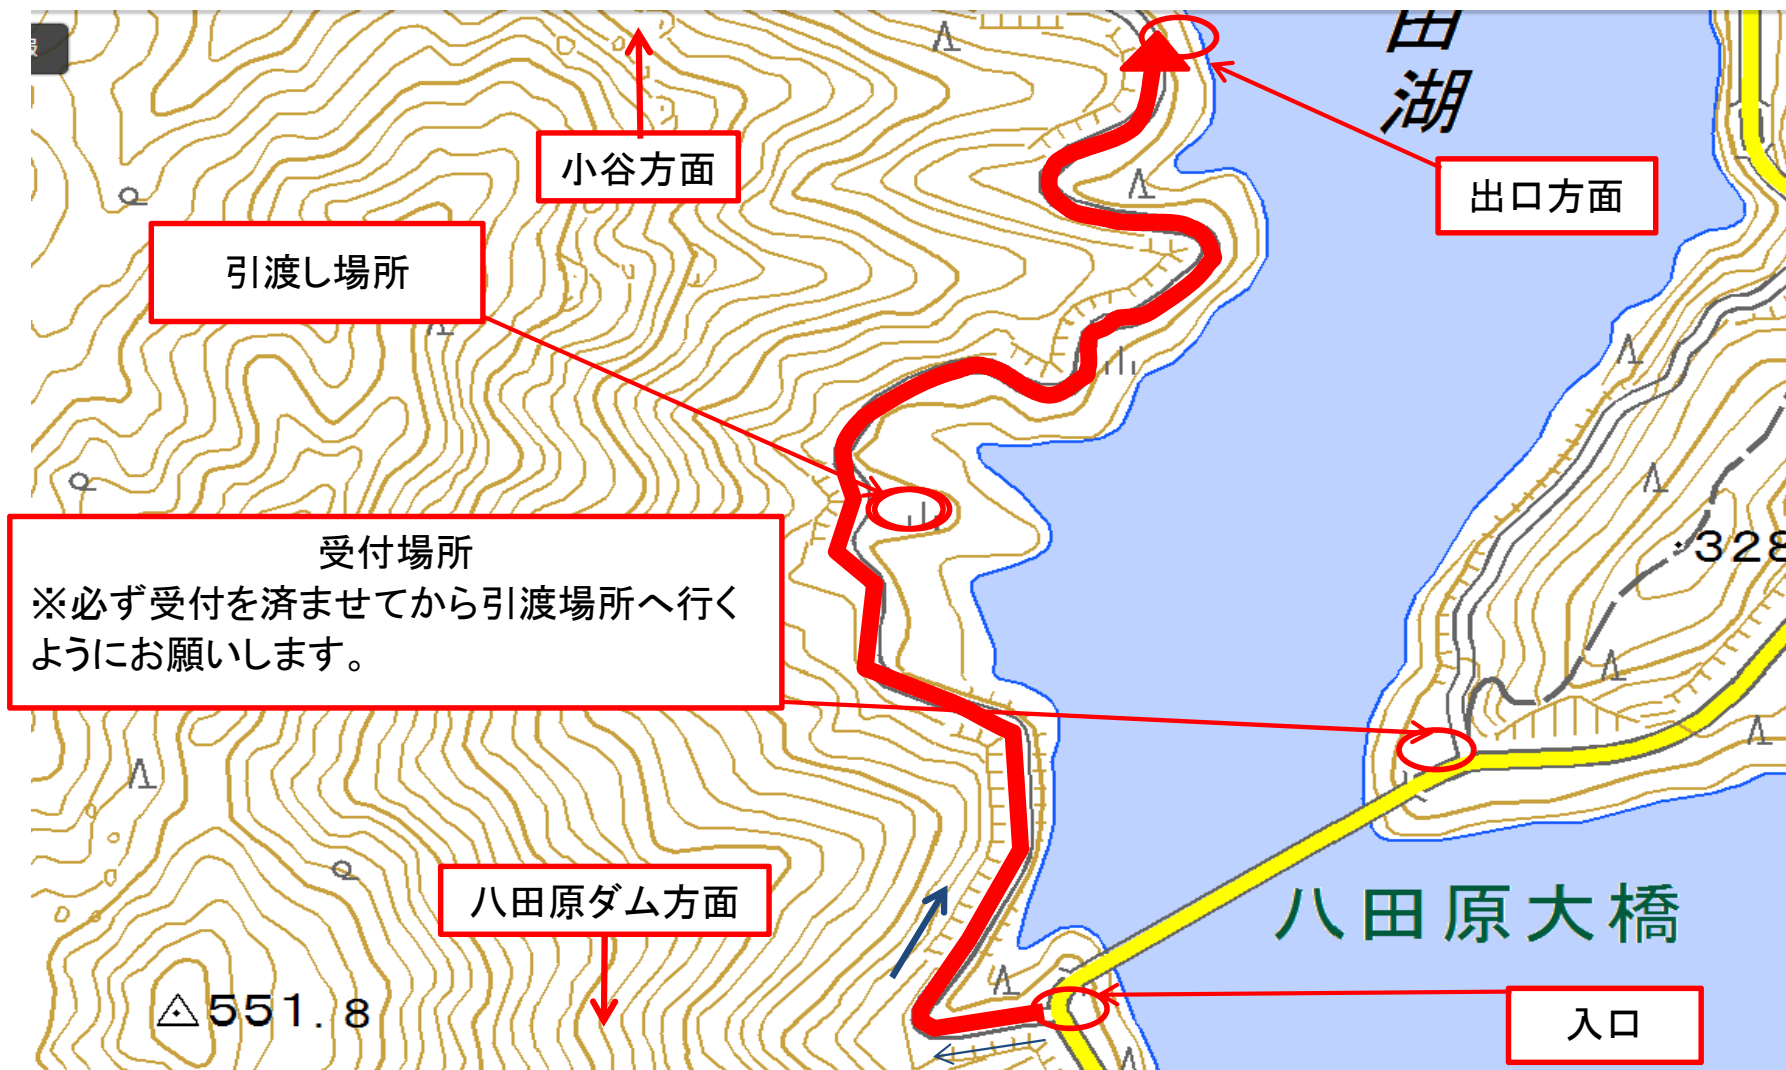 田
湖
小谷方面
出口方面
引渡し場所
受付場所
※必ず受付を済ませてから引渡場所へ行く
ようにお願いします。
328
八田原ダム方面
八田原大橋
551.8
入口